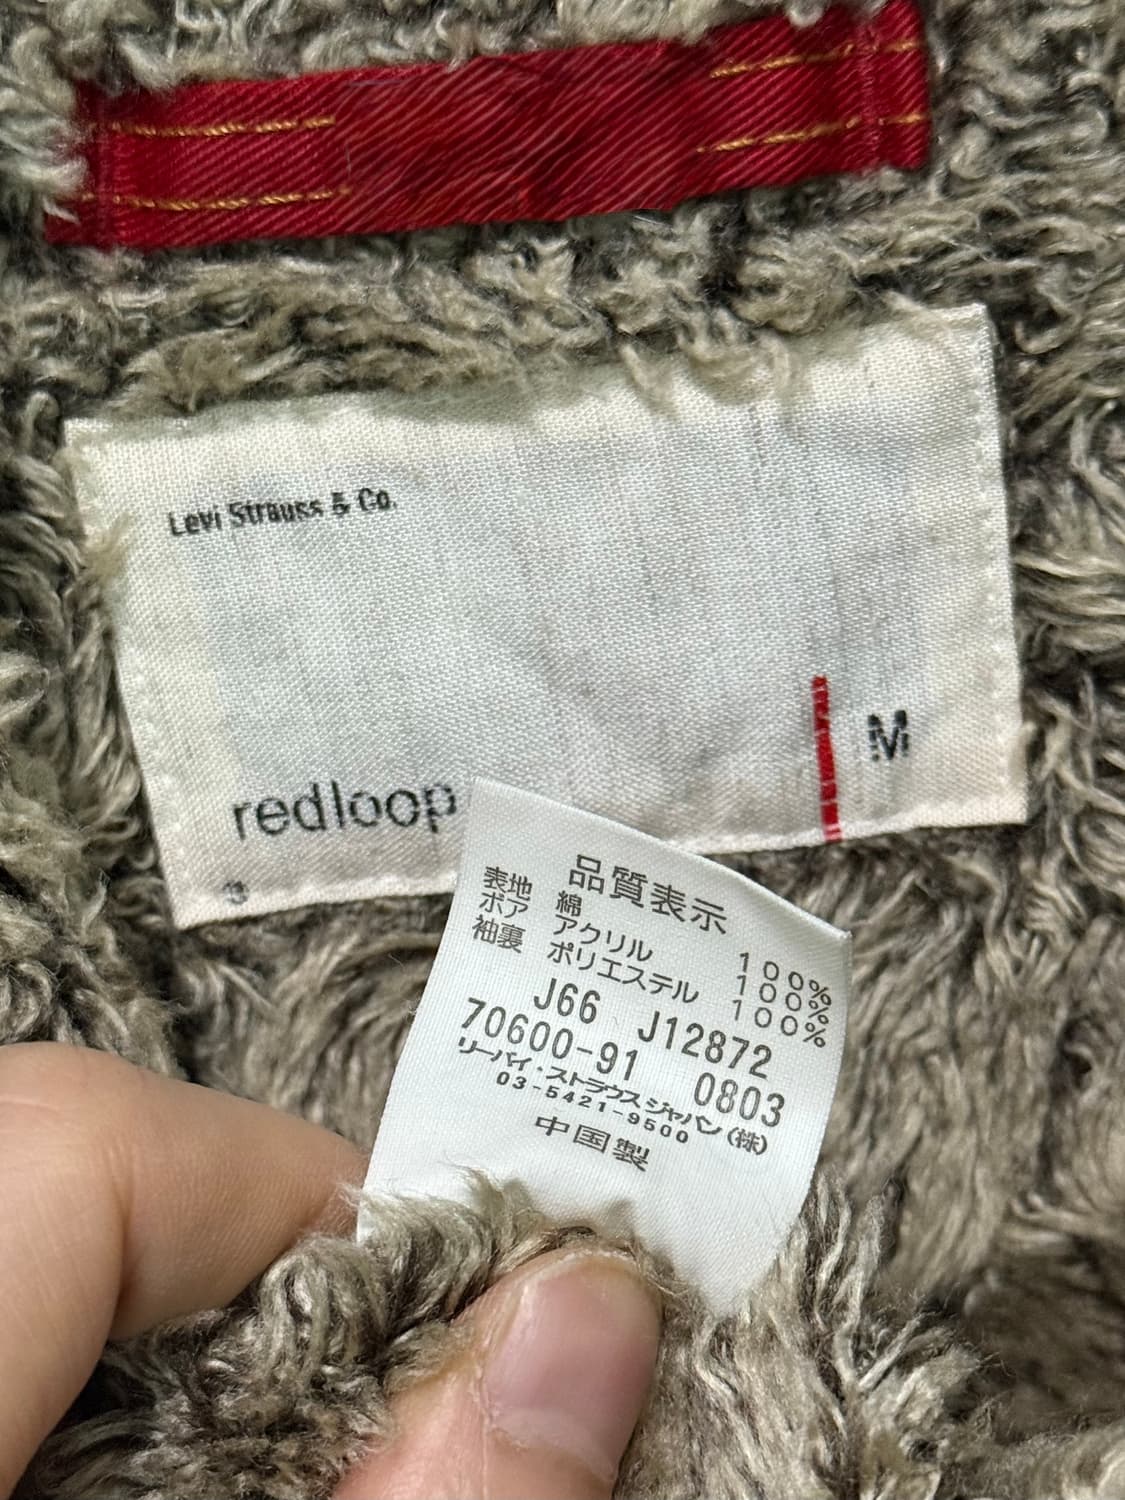 Levi Strauss & Co.
M
redloop
3
品質表示
表地 綿 100%
ボア アクリル 100%
袖裏 ポリエステル 100%
J66 J12872
70600-91 0803
リーバイ・ストラウスジャパン(株)
03-5421-9500
中国製